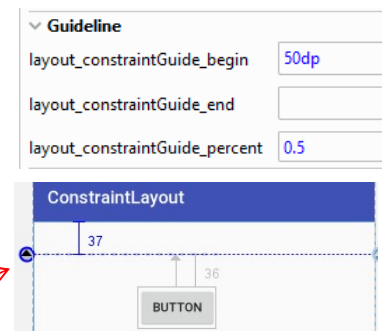 Guideline
layout_constraintGuide_begin 50dp
layout_constraintGuide_end
layout_constraintGuide_percent 0.5
ConstraintLayout
37
36
BUTTON